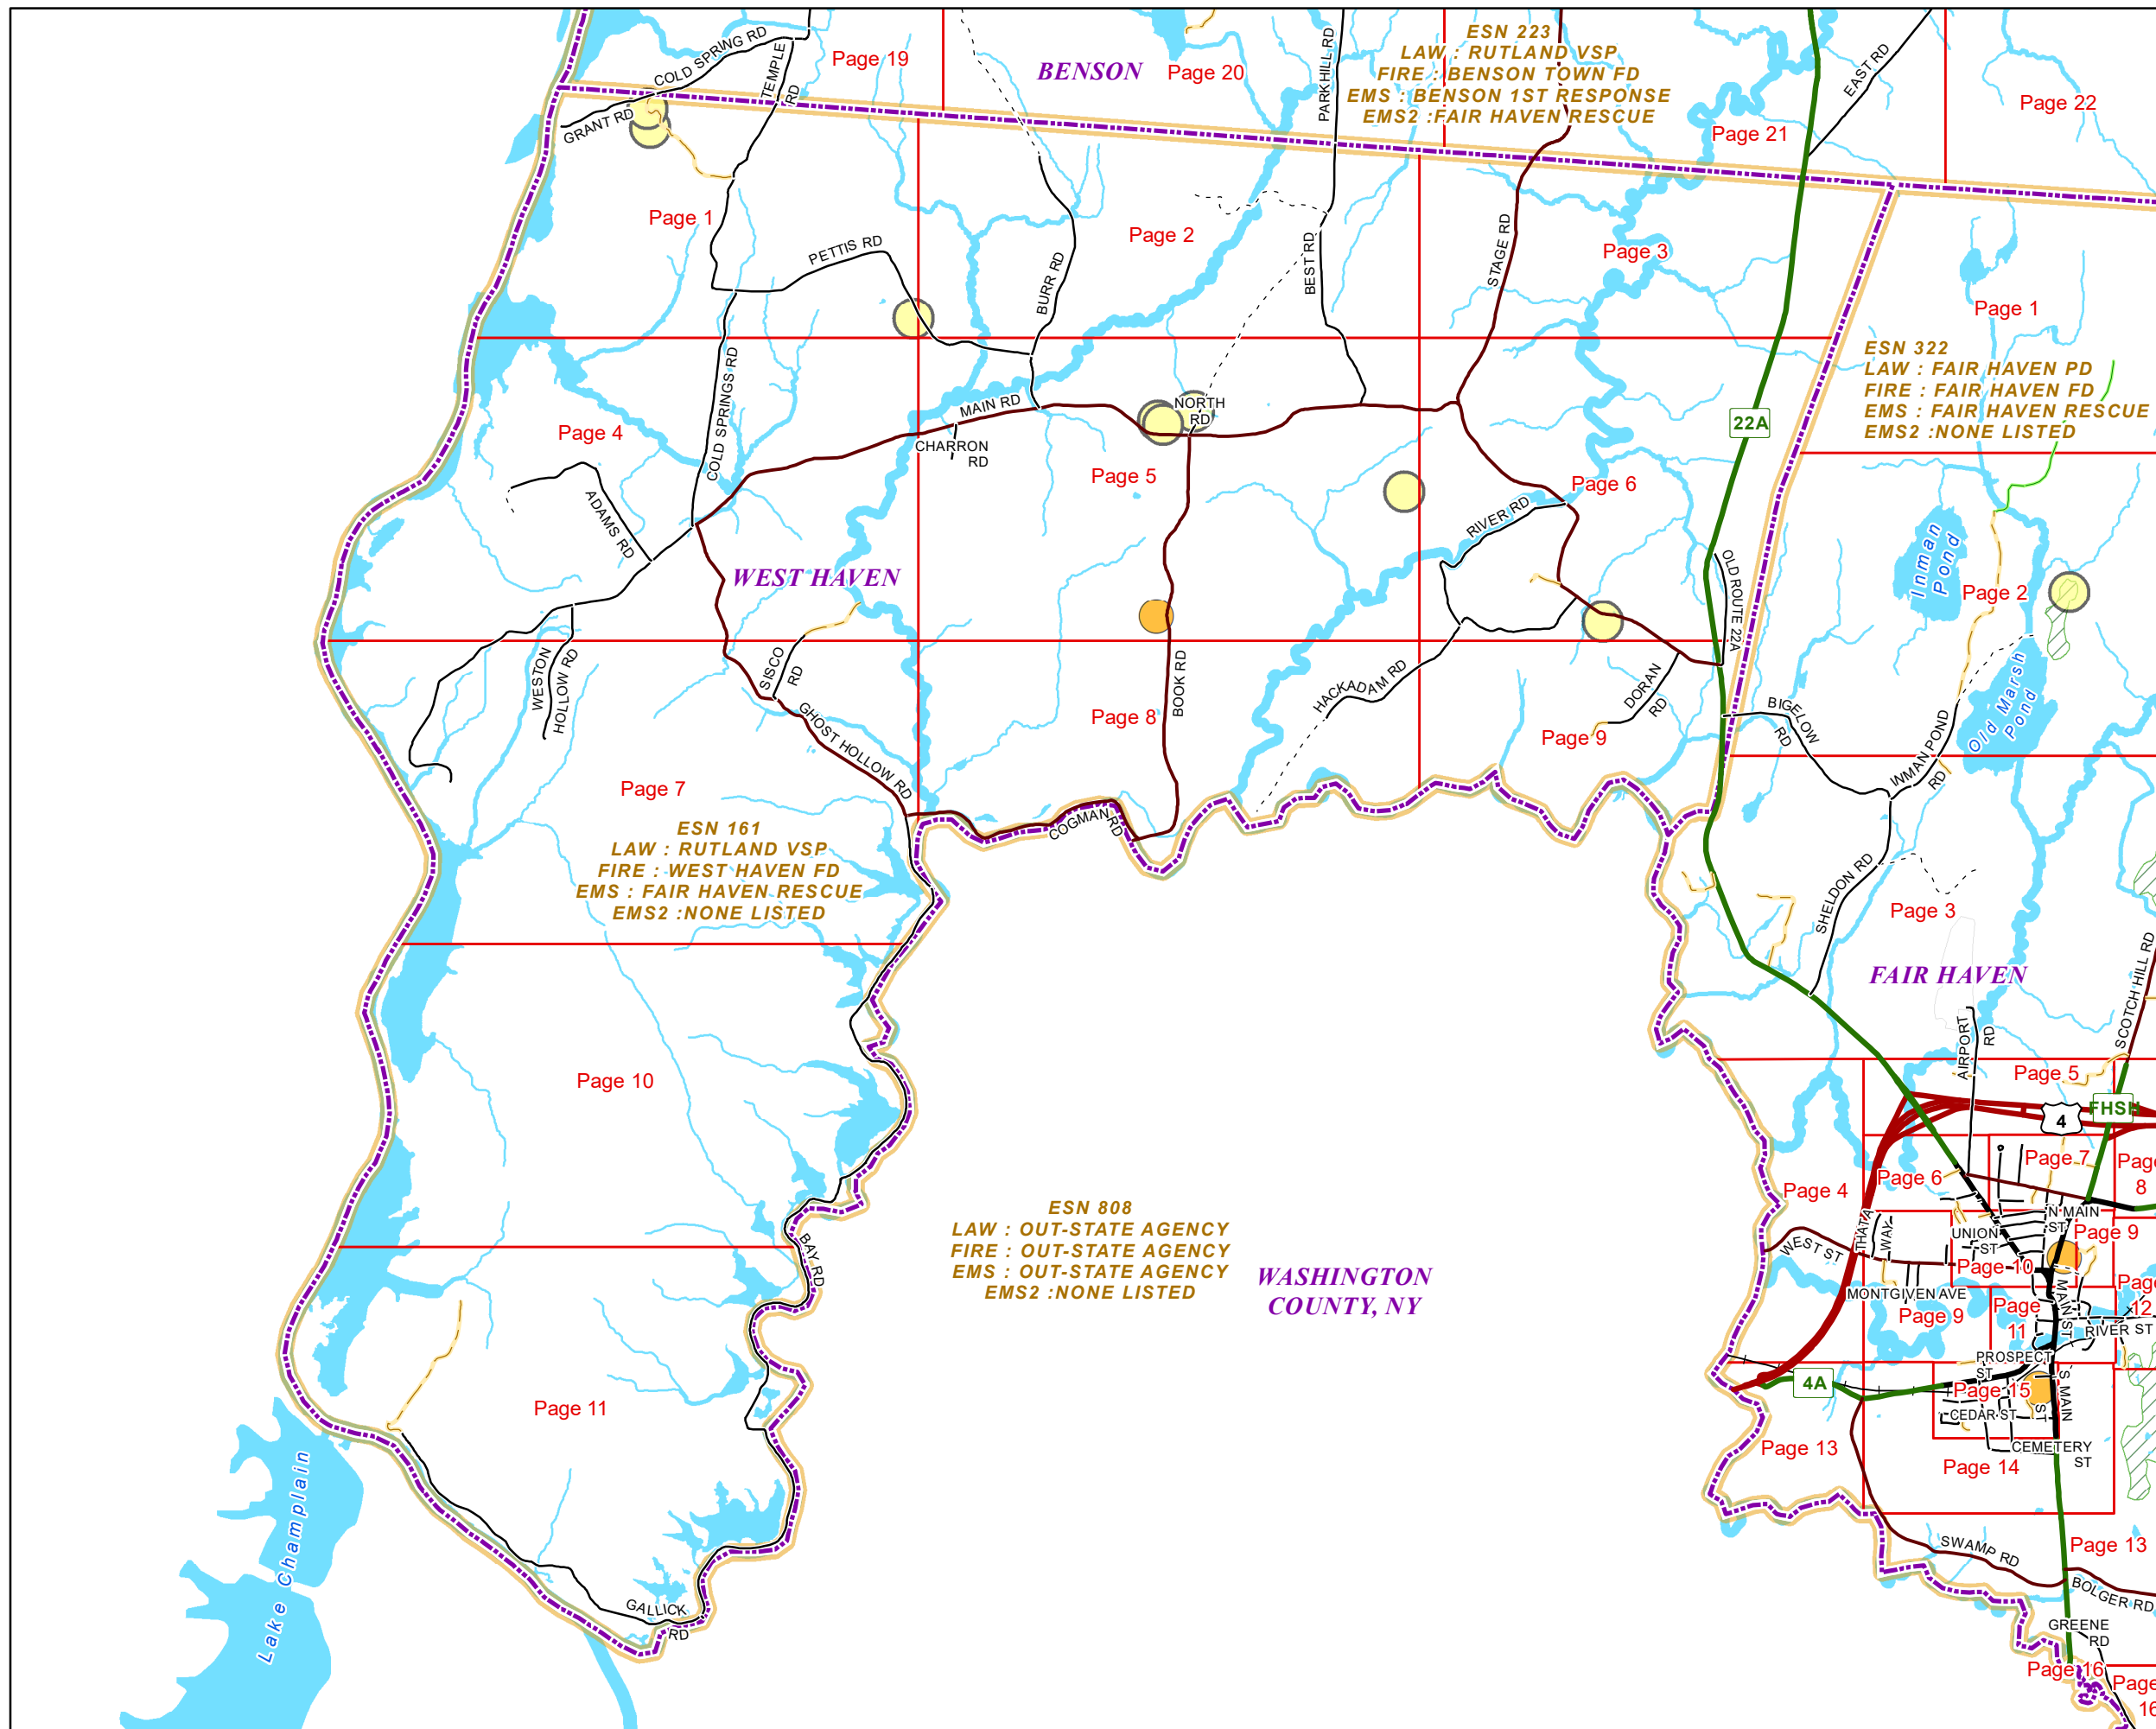 COLD SPRING RD
TEMPLE
RD
Page 19
BENSON
Page 20
PARKHILL RD
ESN 223
LAW : RUTLAND VSP
FIRE : BENSON TOWN FD
EMS : BENSON 1ST RESPONSE
EMS2 :FAIR HAVEN RESCUE
EAST RD
Page 22
Page 21
GRANT RD
Page 1
PETTIS RD
BURR RD
Page 2
BEST RD
STAGE RD
Page 3
Page 1
ESN 322
LAW : FAIR HAVEN PD
FIRE : FAIR HAVEN FD
EMS : FAIR HAVEN RESCUE
EMS2 :NONE LISTED
COLD SPRINGS RD
Page 4
MAIN RD
CHARRON
RD
NORTH
RD
22A
Page 5
Page 6
ADAMS RD
RIVER RD
WEST HAVEN
OLD ROUTE 22A
Inman
Pond
Page 2
WESTON
HOLLOW RD
SISCO
RD
BOOK RD
HACKADAM RD
DORAN
RD
Old Marsh
Pond
GHOST HOLLOW RD
Page 8
Page 9
BIGELOW
RD
INMAN POND
RD
Page 7
COGMAN
RD
ESN 161
LAW : RUTLAND VSP
FIRE : WEST HAVEN FD
EMS : FAIR HAVEN RESCUE
EMS2 :NONE LISTED
SHELDON RD
Page 3
FAIR HAVEN
SCOTCH HILL RD
AIRPORT
RD
Page 10
Page 5
4
FHSH
Page 7
Page 6
Page 4
8
ESN 808
LAW : OUT-STATE AGENCY
FIRE : OUT-STATE AGENCY
EMS : OUT-STATE AGENCY
EMS2 :NONE LISTED
WASHINGTON
COUNTY, NY
BAY RD
N MAIN
ST
WEST ST
THATA
WAY
UNION
ST
Page 9
Page 10
MONTGIVEN AVE
Page 9
Page
11
MAIN ST
12
RIVER ST
PROSPECT
ST
4A
Page 15
S MAIN
ST
CEDAR ST
CEMETERY
ST
Page 11
Page 13
Page 14
Lake Champlain
SWAMP RD
Page 13
BOLGER RD
GALLICK
RD
GREENE
RD
Page 16
Page
16